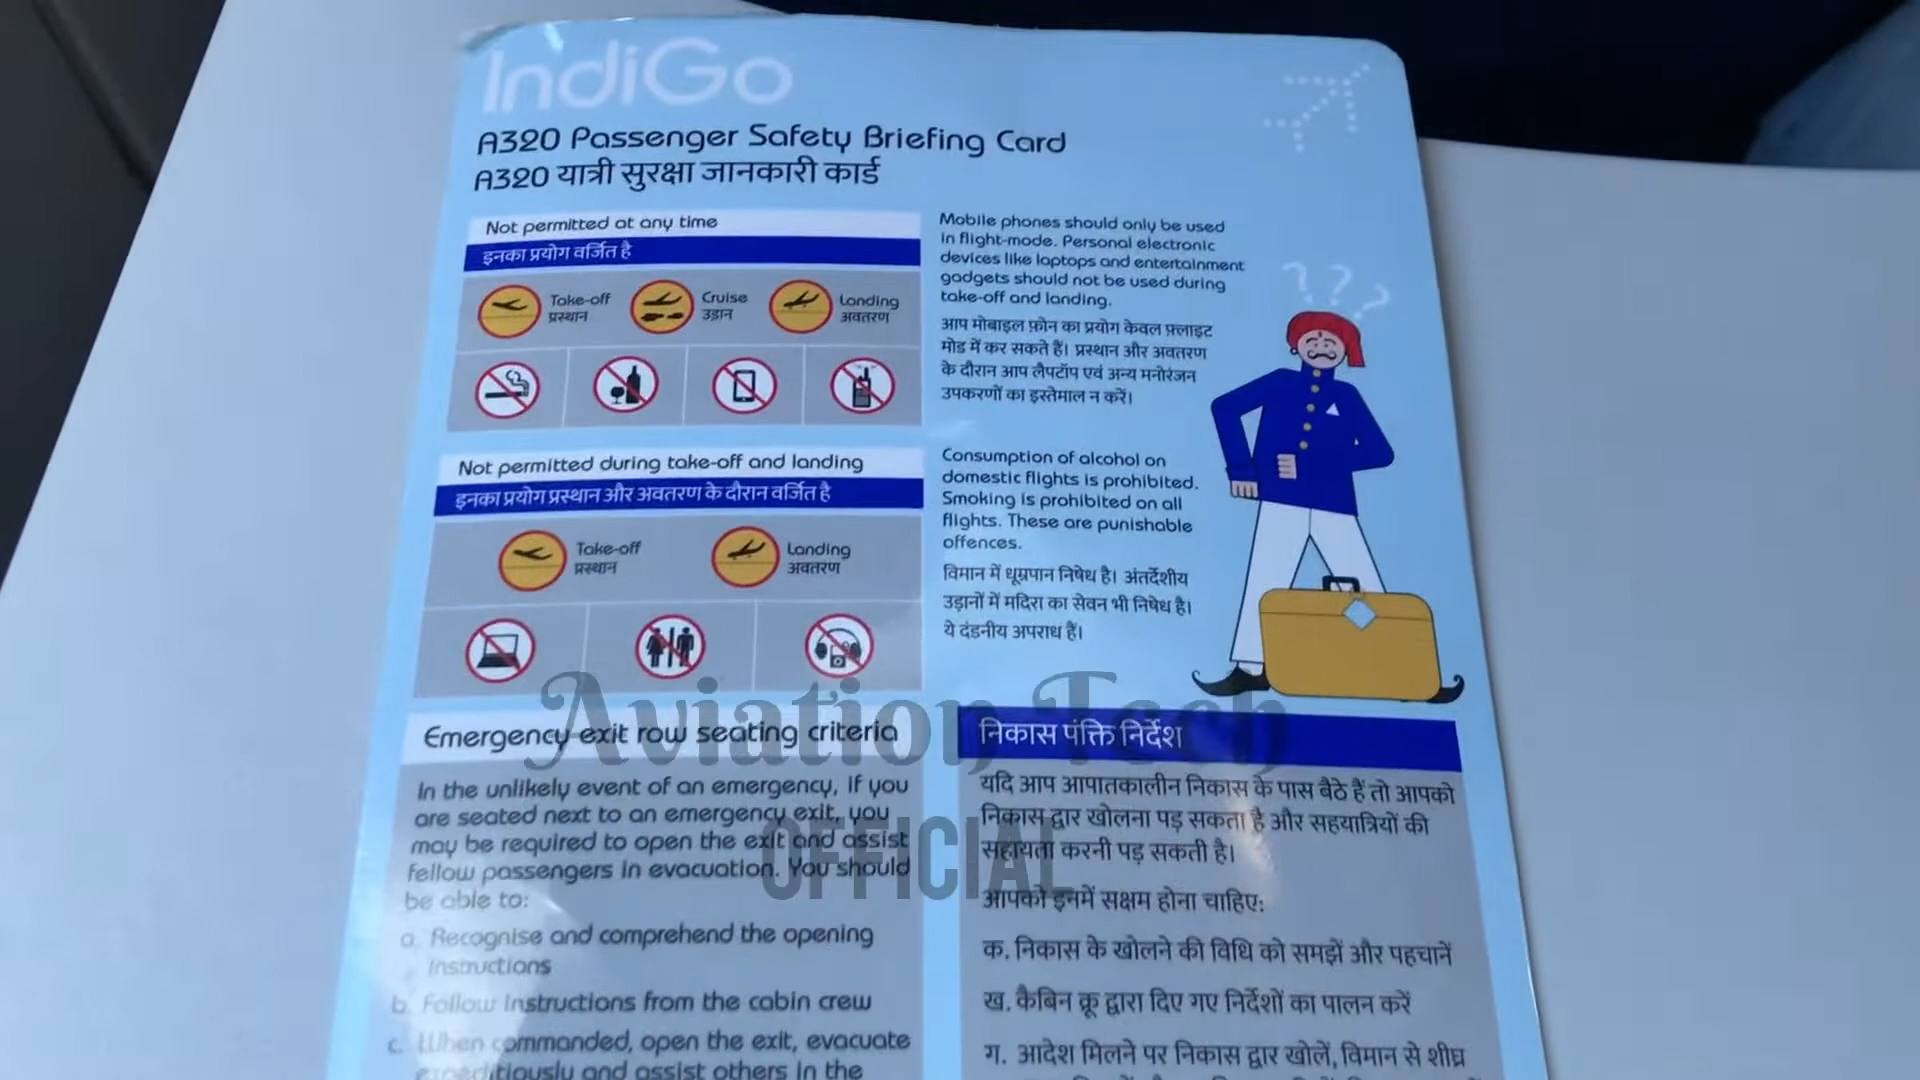 IndiGo
A320 Passenger Safety Briefing Card
A320 यात्री सुरक्षा जानकारी कार्ड
Not permitted at any time
इनका प्रयोग वर्जित है
Take-off
प्रस्थान
Cruise
उड़ान
Landing
अवतरण
Not permitted during take-off and landing
इनका प्रयोग प्रस्थान और अवतरण के दौरान वर्जित है
Take-off
प्रस्थान
Landing
अवतरण
Mobile phones should only be used
in flight-mode. Personal electronic
devices like laptops and entertainment
gadgets should not be used during
take-off and landing.
आप मोबाइल फ़ोन का प्रयोग केवल फ़्लाइट
मोड में कर सकते हैं। प्रस्थान और अवतरण
के दौरान आप लैपटॉप एवं अन्य मनोरंजन
उपकरणों का इस्तेमाल न करें।
Consumption of alcohol on
domestic flights is prohibited.
Smoking is prohibited on all
flights. These are punishable
offences.
विमान में धूम्रपान निषेध है। अंतर्देशीय
उड़ानों में मदिरा का सेवन भी निषेध है।
ये दंडनीय अपराध हैं।
???
Emergency exit row seating criteria
In the unlikely event of an emergency, if you
are seated next to an emergency exit, you
may be required to open the exit and assist
fellow passengers in evacuation. You should
be able to:
a. Recognise and comprehend the opening
instructions
b. Follow instructions from the cabin crew
c. When commanded, open the exit, evacuate
expeditiously and assist others in the
निकास पंक्ति निर्देश
यदि आप आपातकालीन निकास के पास बैठे हैं तो आपको
निकास द्वार खोलना पड़ सकता है और सहयात्रियों की
सहायता करनी पड़ सकती है।
आपको इनमें सक्षम होना चाहिए:
क. निकास के खोलने की विधि को समझें और पहचानें
ख. कैबिन क्रू द्वारा दिए गए निर्देशों का पालन करें
ग. आदेश मिलने पर निकास द्वार खोलें, विमान से शीघ्र
Aviation Tech
OFFICIAL